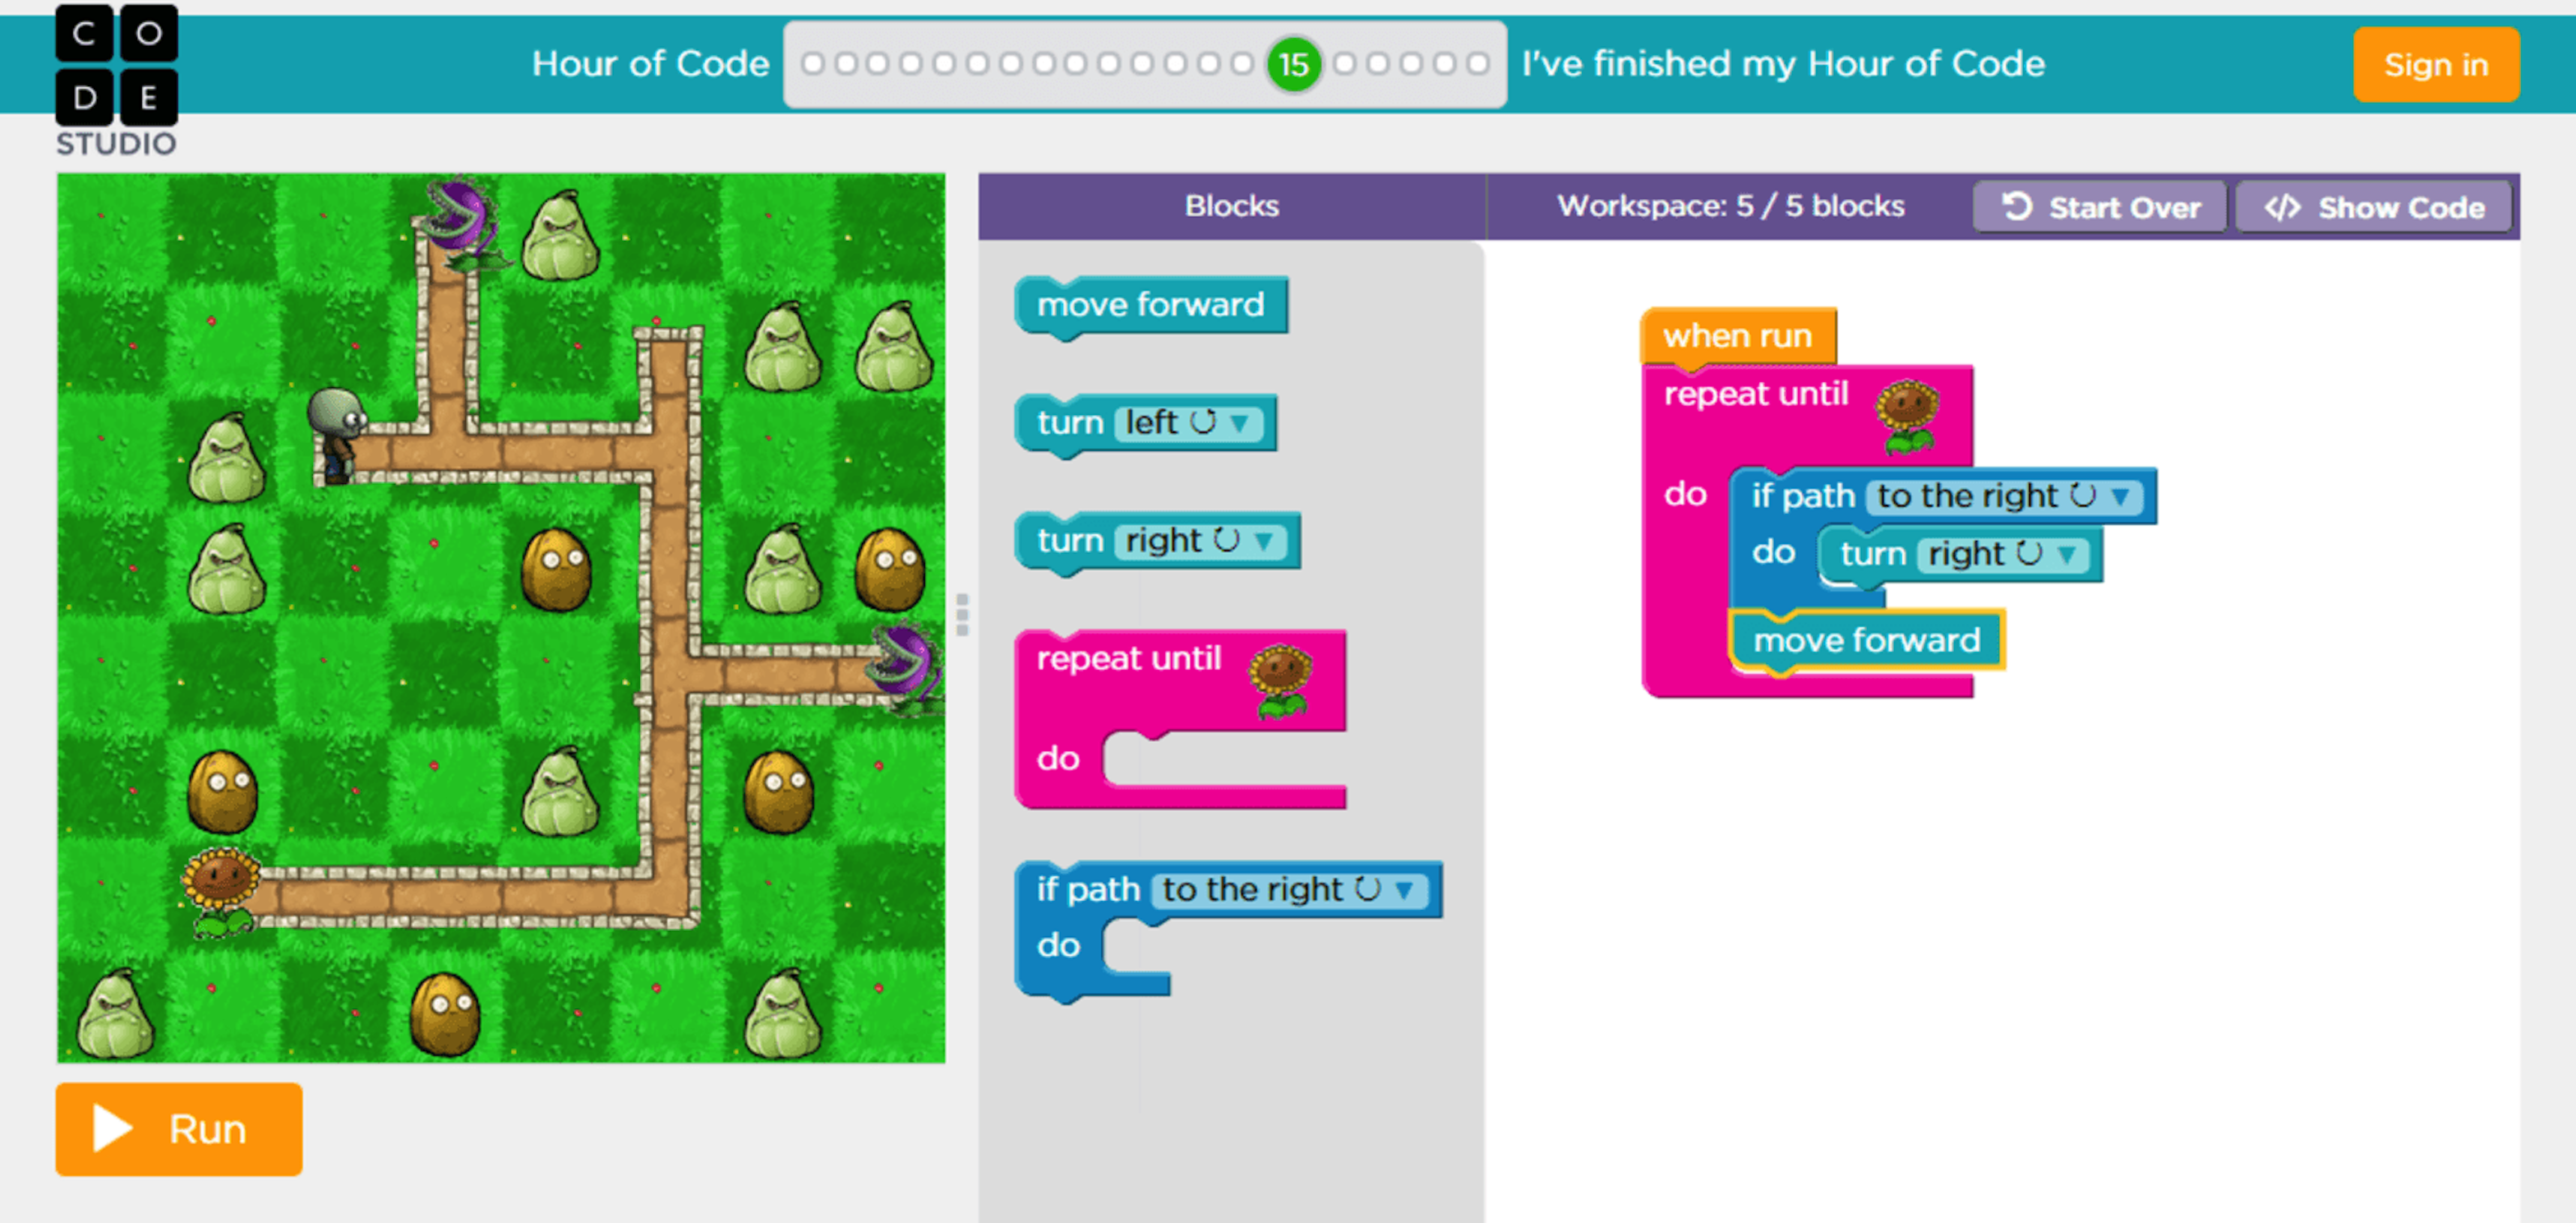 C O
D E
STUDIO
Hour of Code
15
I've finished my Hour of Code
Sign in
Blocks
Workspace: 5 / 5 blocks
Start Over
</> Show Code
move forward
turn left ↺ ▼
turn right ↻ ▼
repeat until
do
if path to the right ↻ ▼
do
when run
repeat until
do
if path to the right ↻ ▼
do
turn right ↻ ▼
move forward
Run